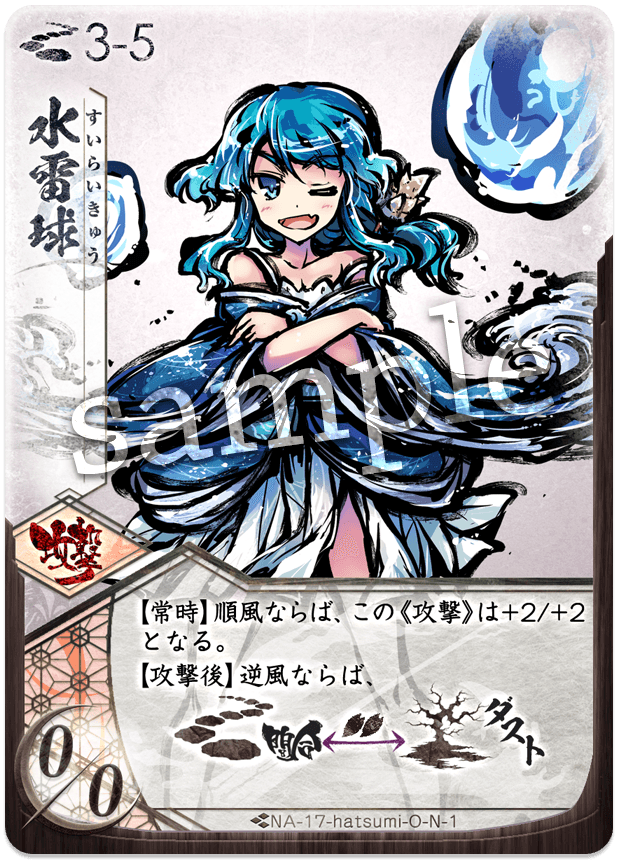 3-5
水雷球
すいらいきゅう
sample
攻撃
【常時】順風ならば、この《攻撃》は+2/+2
となる。
【攻撃後】逆風ならば、
間合
ダスト
0/0
NA-17-hatsumi-O-N-1